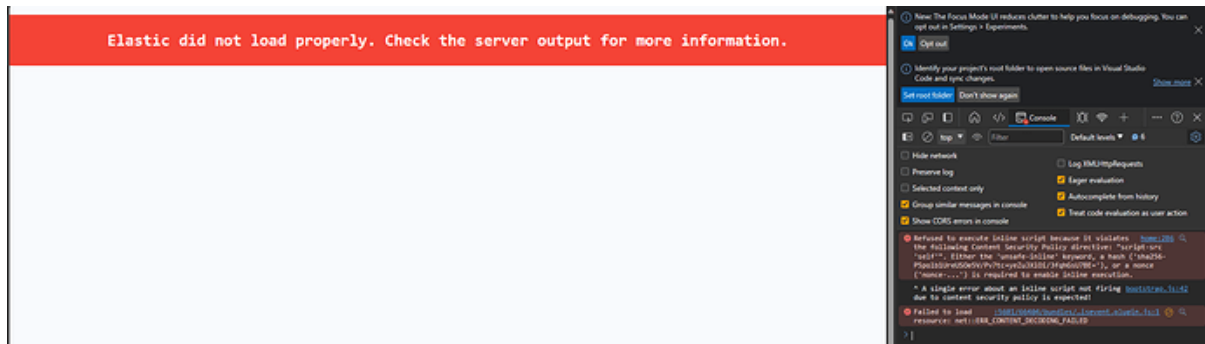 Elastic did not load properly. Check the server output for more information.
New: The Focus Mode UI reduces clutter to help you focus on debugging. You can
opt out in Settings > Experiments.
Ok Opt out
Identify your project's root folder to open source files in Visual Studio
Code and sync changes.
Show more
Set root folder Don't show again
Console
top Filter Default levels 6
Hide network
Log XMLHttpRequests
Preserve log
Eager evaluation
Selected context only
Autocomplete from history
Group similar messages in console
Treat code evaluation as user action
Show CORS errors in console
Refused to execute inline script because it violates home:286
the following Content Security Policy directive: "script-src
'self'". Either the 'unsafe-inline' keyword, a hash ('sha256-
), or a nonce
('nonce-...') is required to enable inline execution.
^ A single error about an inline script not firing bootstrap.js:42
due to content security policy is expected!
Failed to load
resource: net::ERR_CONTENT_DECODING_FAILED